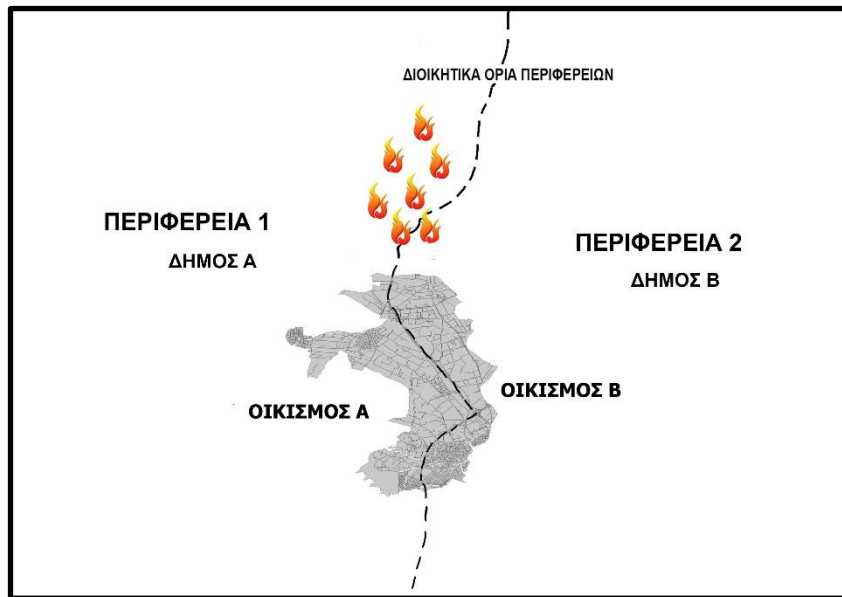 ΔΙΟΙΚΗΤΙΚΑ ΟΡΙΑ ΠΕΡΙΦΕΡΕΙΩΝ
ΠΕΡΙΦΕΡΕΙΑ 1
ΔΗΜΟΣ Α
ΠΕΡΙΦΕΡΕΙΑ 2
ΔΗΜΟΣ Β
ΟΙΚΙΣΜΟΣ Α
ΟΙΚΙΣΜΟΣ Β